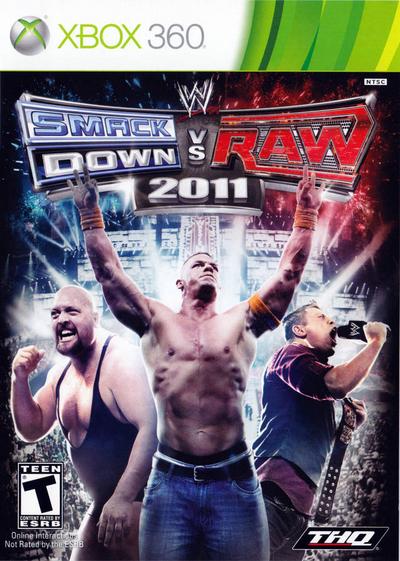 XBOX 360
NTSC
W
SMACK
DOWN
VS
RAW
2011
W
TEEN
T
CONTENT RATED BY
ESRB
Online Interactions
Not Rated by the ESRB
THQ